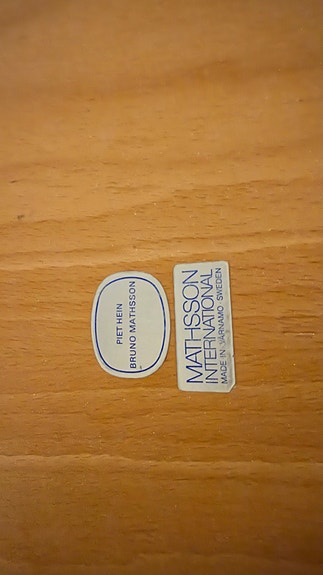 PIET HEIN
BRUNO MATHSSON
MATHSSON
INTERNATIONAL
MADE IN VÄRNAMO · SWEDEN